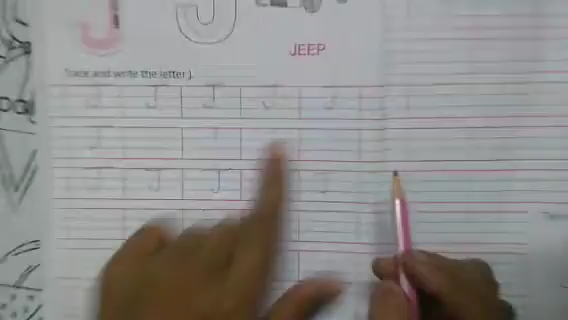 J J
JEEP
Trace and write the letter J.
J J J J J
J
J J J J